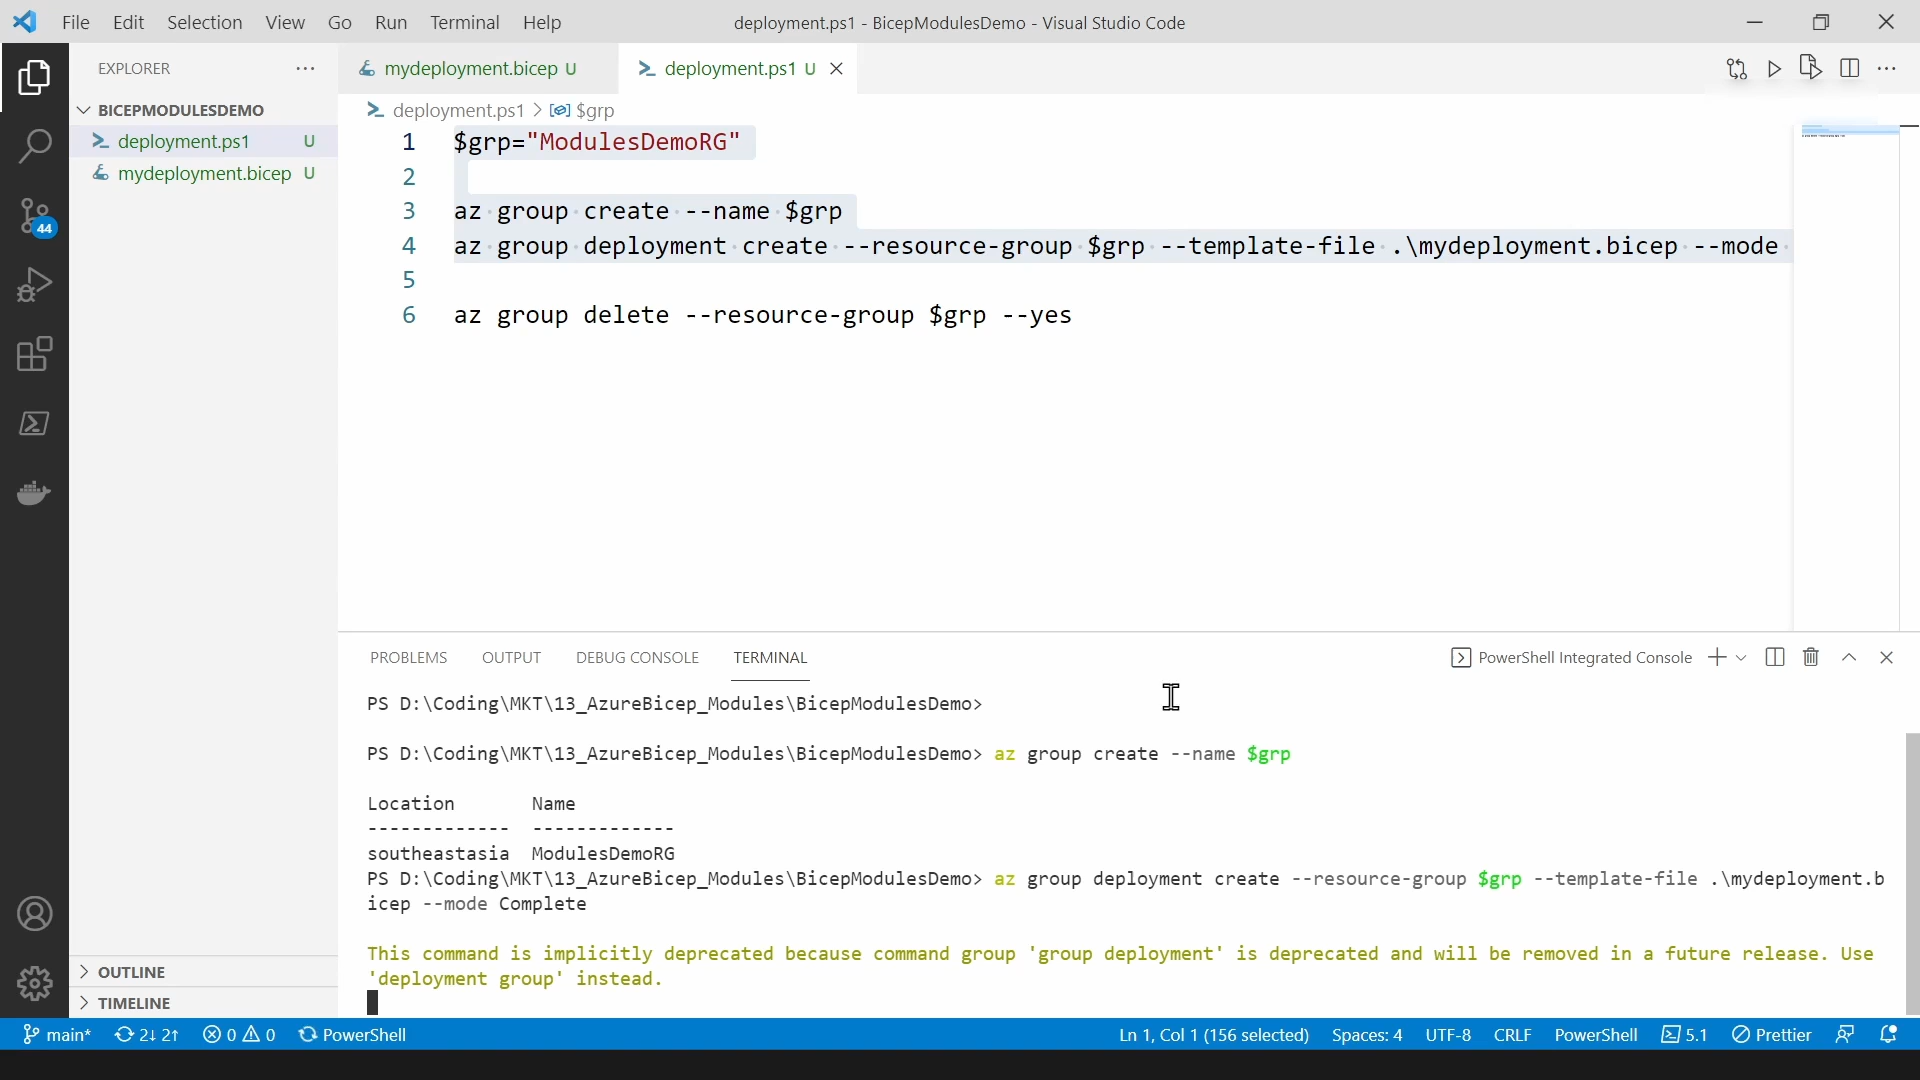 File Edit Selection View Go Run Terminal Help
deployment.ps1 - BicepModulesDemo - Visual Studio Code
EXPLORER
mydeployment.bicep U
deployment.ps1 U
BICEPMODULESDEMO
deployment.ps1 U
mydeployment.bicep U
44
deployment.ps1 > $grp
1 $grp="ModulesDemoRG"
2
3 az group create --name $grp
4 az group deployment create --resource-group $grp --template-file .\mydeployment.bicep --mode
5
6 az group delete --resource-group $grp --yes
PROBLEMS OUTPUT DEBUG CONSOLE TERMINAL
PowerShell Integrated Console
PS D:\Coding\MKT\13_AzureBicep_Modules\BicepModulesDemo>
PS D:\Coding\MKT\13_AzureBicep_Modules\BicepModulesDemo> az group create --name $grp
Location Name
------------- -------------
southeastasia ModulesDemoRG
PS D:\Coding\MKT\13_AzureBicep_Modules\BicepModulesDemo> az group deployment create --resource-group $grp --template-file .\mydeployment.b
icep --mode Complete
This command is implicitly deprecated because command group 'group deployment' is deprecated and will be removed in a future release. Use
'deployment group' instead.
OUTLINE
TIMELINE
main* 2↓ 2↑ 0 0 PowerShell
Ln 1, Col 1 (156 selected) Spaces: 4 UTF-8 CRLF PowerShell 5.1 Prettier